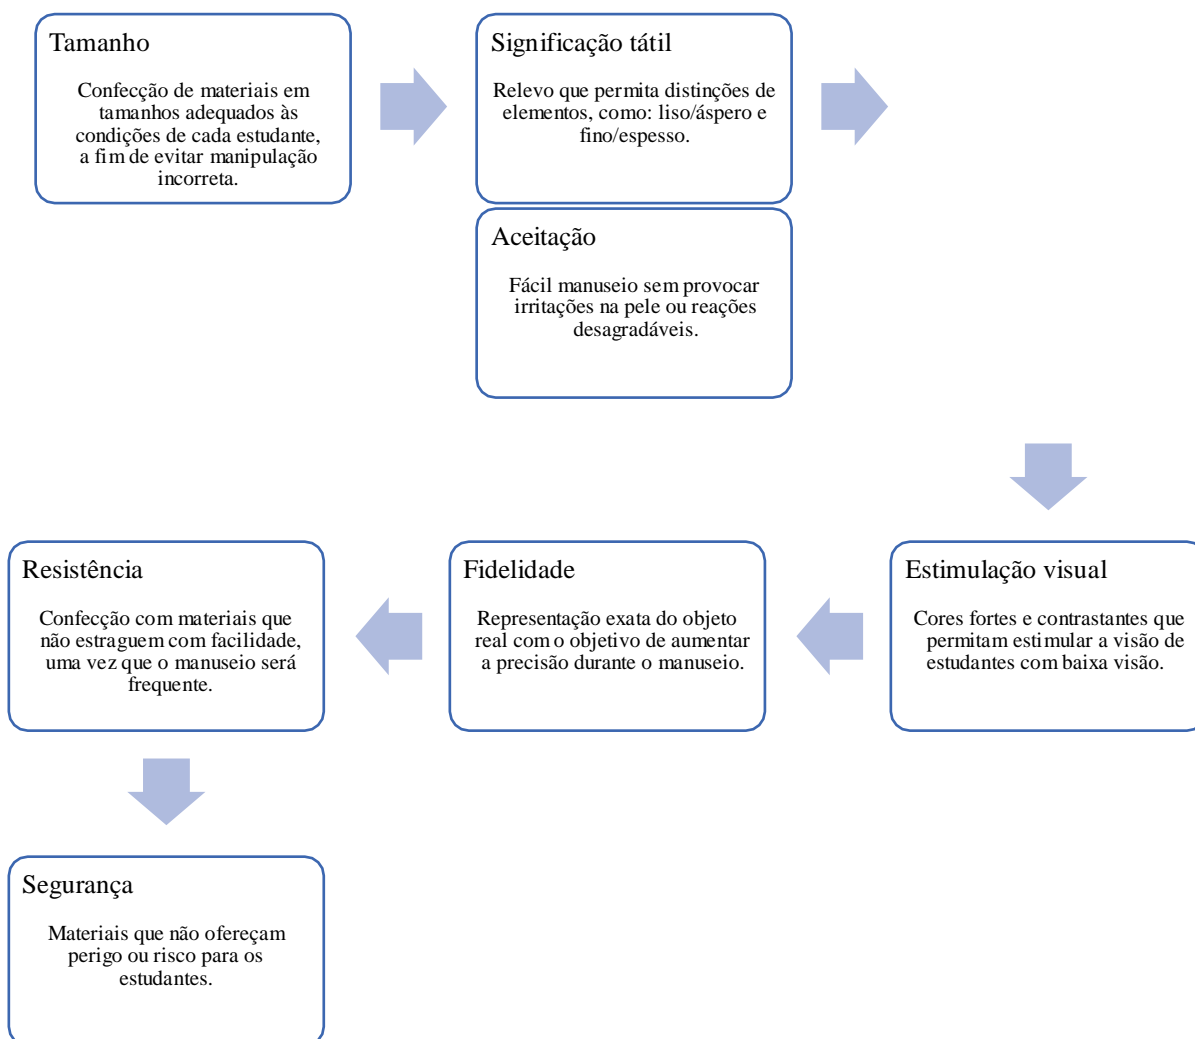 Tamanho
Confecção de materiais em
tamanhos adequados às
condições de cada estudante,
a fim de evitar manipulação
incorreta.
Significação tátil
Relevo que permita distinções de
elementos, como: liso/áspero e
fino/espesso.
Aceitação
Fácil manuseio sem provocar
irritações na pele ou reações
desagradáveis.
Estimulação visual
Cores fortes e contrastantes que
permitam estimular a visão de
estudantes com baixa visão.
Fidelidade
Representação exata do objeto
real com o objetivo de aumentar
a precisão durante o manuseio.
Resistência
Confecção com materiais que
não estraguem com facilidade,
uma vez que o manuseio será
frequente.
Segurança
Materiais que não ofereçam
perigo ou risco para os
estudantes.